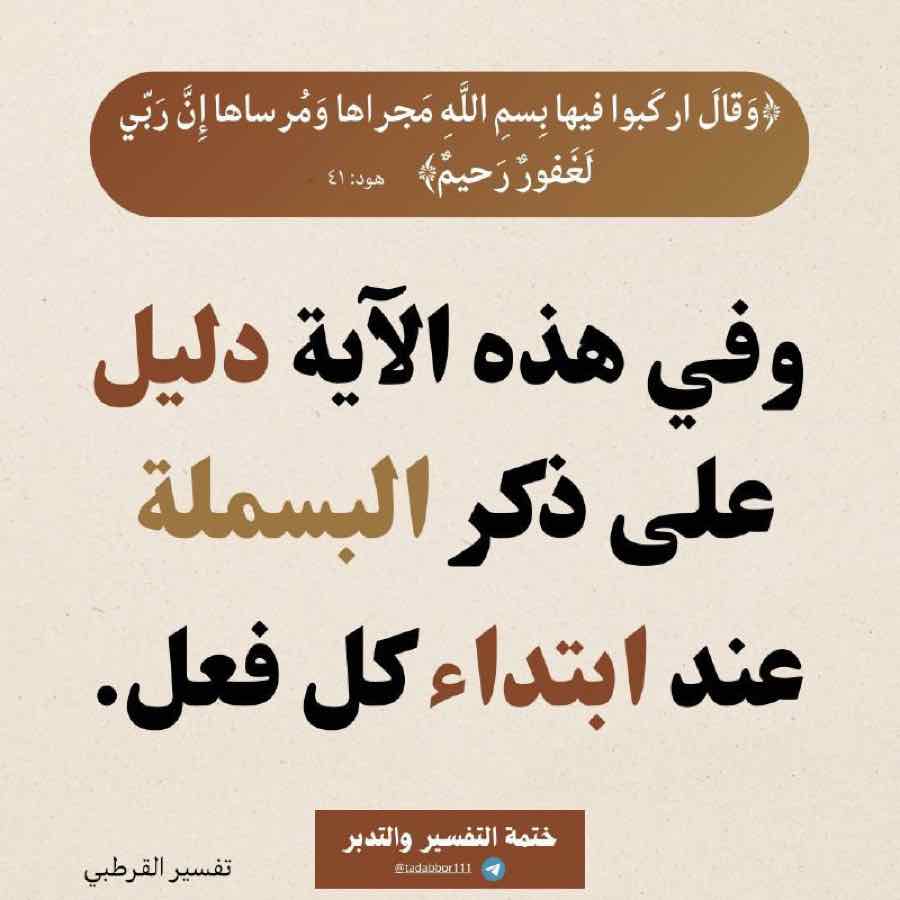 ﴿وَقالَ اركَبوا فيها بِسمِ اللَّهِ مَجراها وَمُرساها إِنَّ رَبّي
لَغَفورٌ رَحيمٌ﴾ هود: ٤١
وفي هذه الآية دليل
على ذكر البسملة
عند ابتداء كل فعل.
ختمة التفسير والتدبر
@tadabbor111
تفسير القرطبي